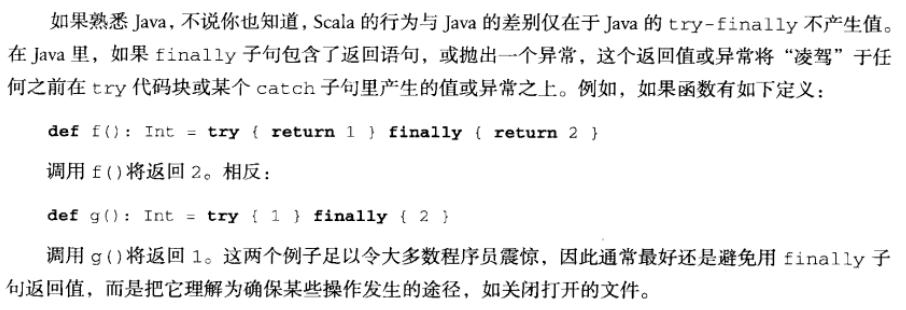 如果熟悉 Java，不说你也知道，Scala 的行为与 Java 的差别仅在于 Java 的 try-finally 不产生值。
在 Java 里，如果 finally 子句包含了返回语句，或抛出一个异常，这个返回值或异常将“凌驾”于任
何之前在 try 代码块或某个 catch 子句里产生的值或异常之上。例如，如果函数有如下定义：
def f(): Int = try { return 1 } finally { return 2 }
调用 f()将返回 2。相反：
def g(): Int = try { 1 } finally { 2 }
调用 g()将返回 1。这两个例子足以令大多数程序员震惊，因此通常最好还是避免用 finally 子
句返回值，而是把它理解为确保某些操作发生的途径，如关闭打开的文件。